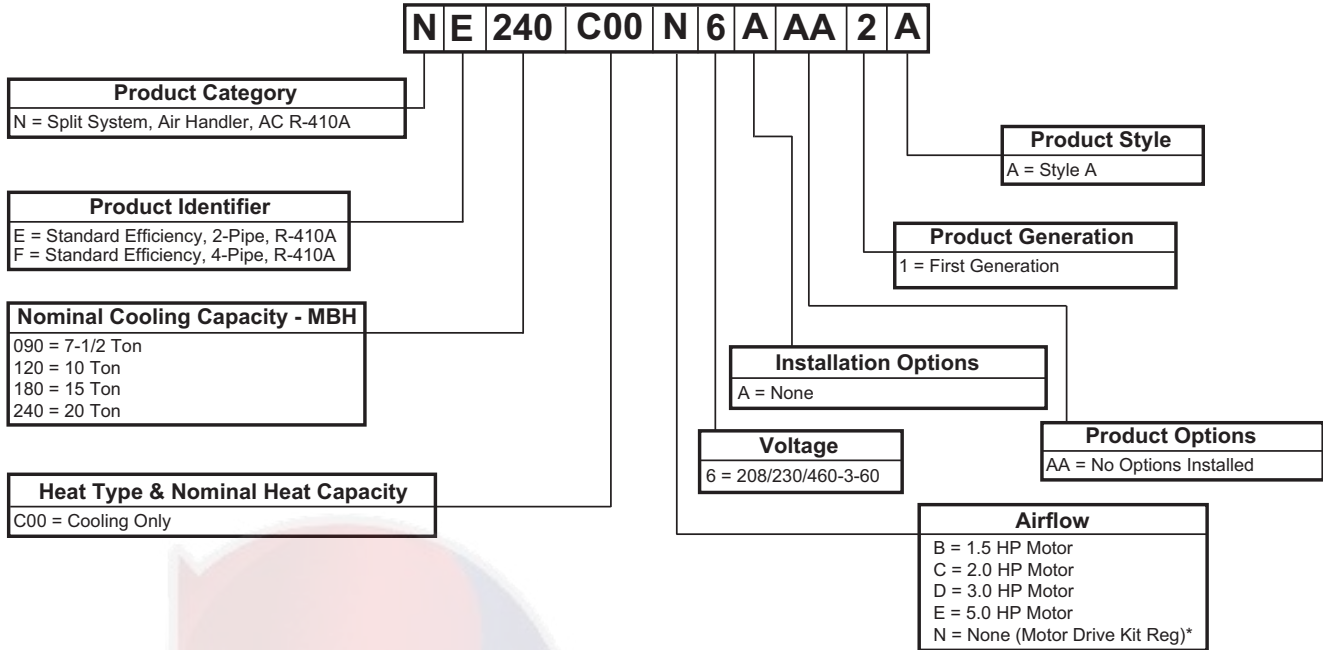 N E 240 C00 N 6 A AA 2 A
Product Category
N = Split System, Air Handler, AC R-410A
Product Identifier
E = Standard Efficiency, 2-Pipe, R-410A
F = Standard Efficiency, 4-Pipe, R-410A
Nominal Cooling Capacity - MBH
090 = 7-1/2 Ton
120 = 10 Ton
180 = 15 Ton
240 = 20 Ton
Heat Type & Nominal Heat Capacity
C00 = Cooling Only
Product Style
A = Style A
Product Generation
1 = First Generation
Installation Options
A = None
Product Options
AA = No Options Installed
Voltage
6 = 208/230/460-3-60
Airflow
B = 1.5 HP Motor
C = 2.0 HP Motor
D = 3.0 HP Motor
E = 5.0 HP Motor
N = None (Motor Drive Kit Reg)*